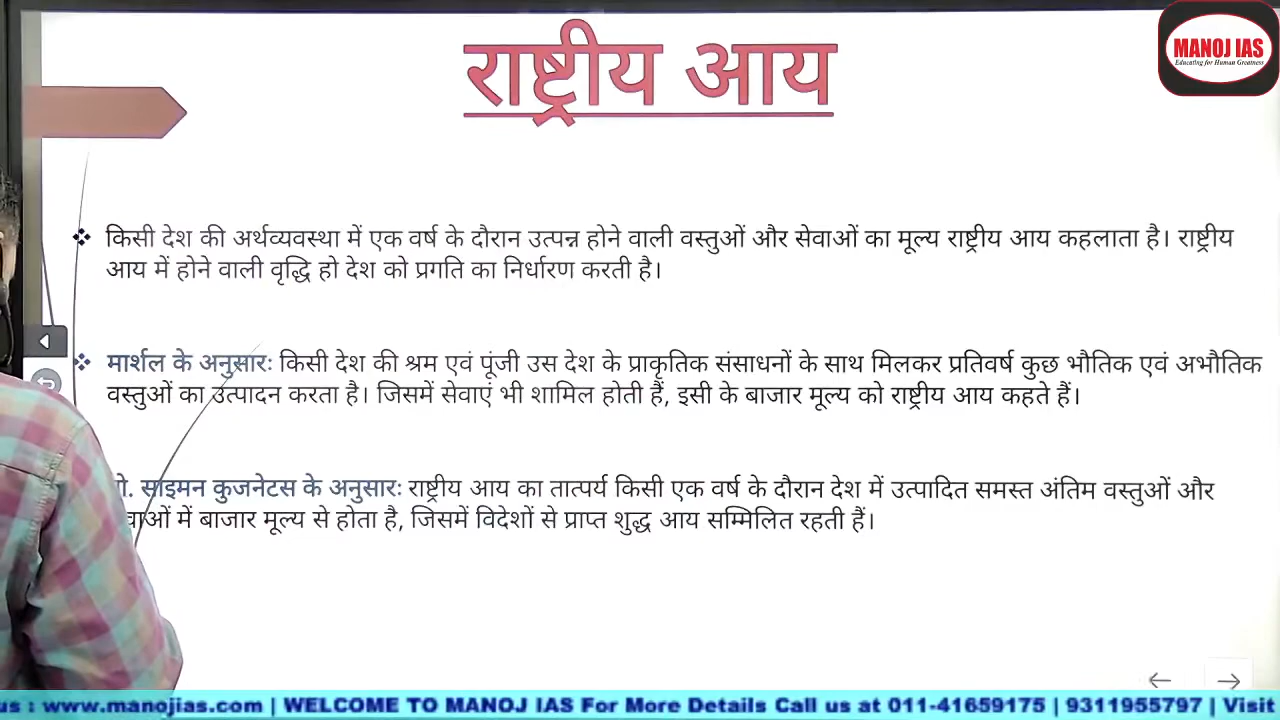 राष्ट्रीय आय
MANOJ IAS
Educating for Human Greatness
किसी देश की अर्थव्यवस्था में एक वर्ष के दौरान उत्पन्न होने वाली वस्तुओं और सेवाओं का मूल्य राष्ट्रीय आय कहलाता है। राष्ट्रीय
आय में होने वाली वृद्धि हो देश को प्रगति का निर्धारण करती है।
मार्शल के अनुसारः किसी देश की श्रम एवं पूंजी उस देश के प्राकृतिक संसाधनों के साथ मिलकर प्रतिवर्ष कुछ भौतिक एवं अभौतिक
वस्तुओं का उत्पादन करता है। जिसमें सेवाएं भी शामिल होती हैं, इसी के बाजार मूल्य को राष्ट्रीय आय कहते हैं।
साइमन कुजनेटस के अनुसारः राष्ट्रीय आय का तात्पर्य किसी एक वर्ष के दौरान देश में उत्पादित समस्त अंतिम वस्तुओं और
में बाजार मूल्य से होता है, जिसमें विदेशों से प्राप्त शुद्ध आय सम्मिलित रहती हैं।
us : www.manojias.com | WELCOME TO MANOJ IAS For More Details Call us at 011-41659175 | 9311955797 | Visit